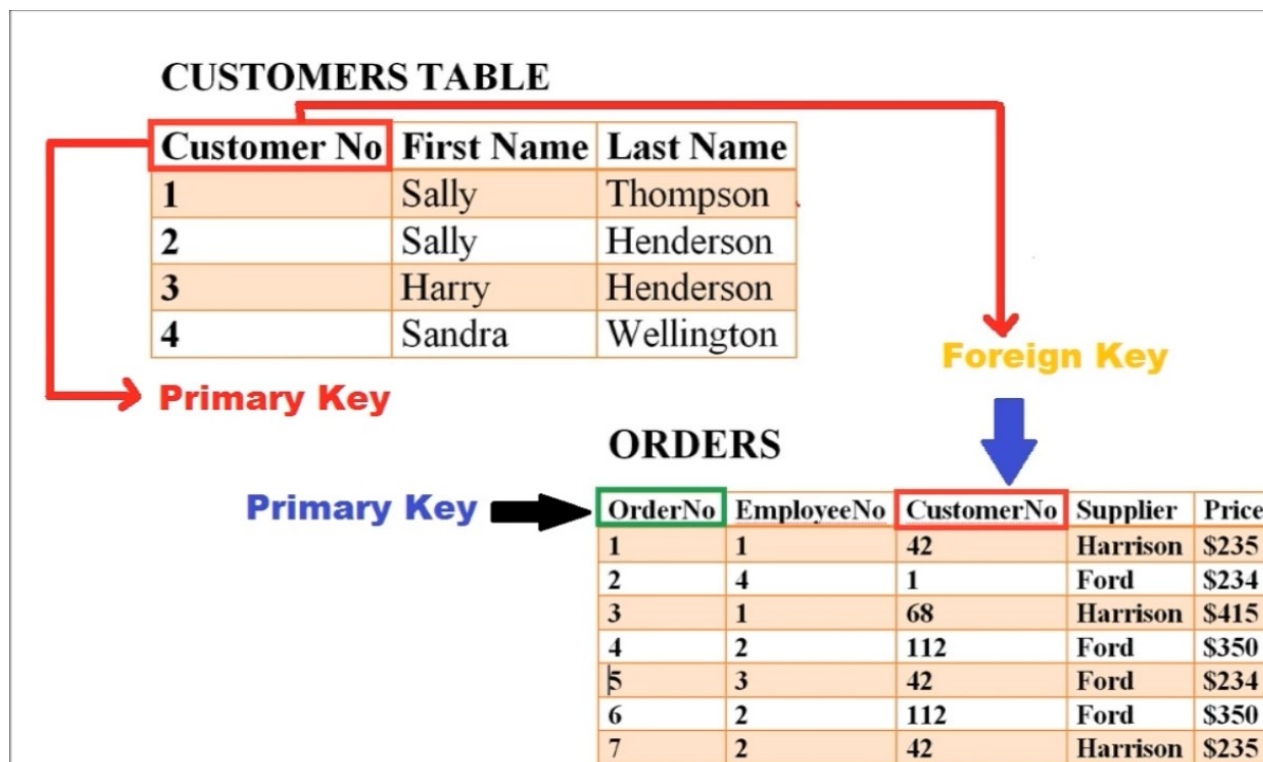 CUSTOMERS TABLE
Customer No First Name Last Name
1 Sally Thompson
2 Sally Henderson
3 Harry Henderson
4 Sandra Wellington
Foreign Key
Primary Key
ORDERS
Primary Key
OrderNo EmployeeNo CustomerNo Supplier Price
1 1 42 Harrison $235
2 4 1 Ford $234
3 1 68 Harrison $415
4 2 112 Ford $350
5 3 42 Ford $234
6 2 112 Ford $350
7 2 42 Harrison $235